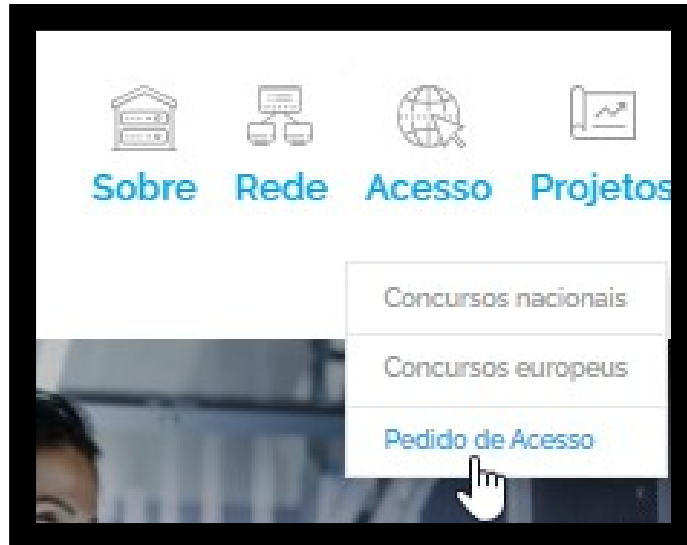 Sobre Rede Acesso Projetos
Concursos nacionais
Concursos europeus
Pedido de Acesso